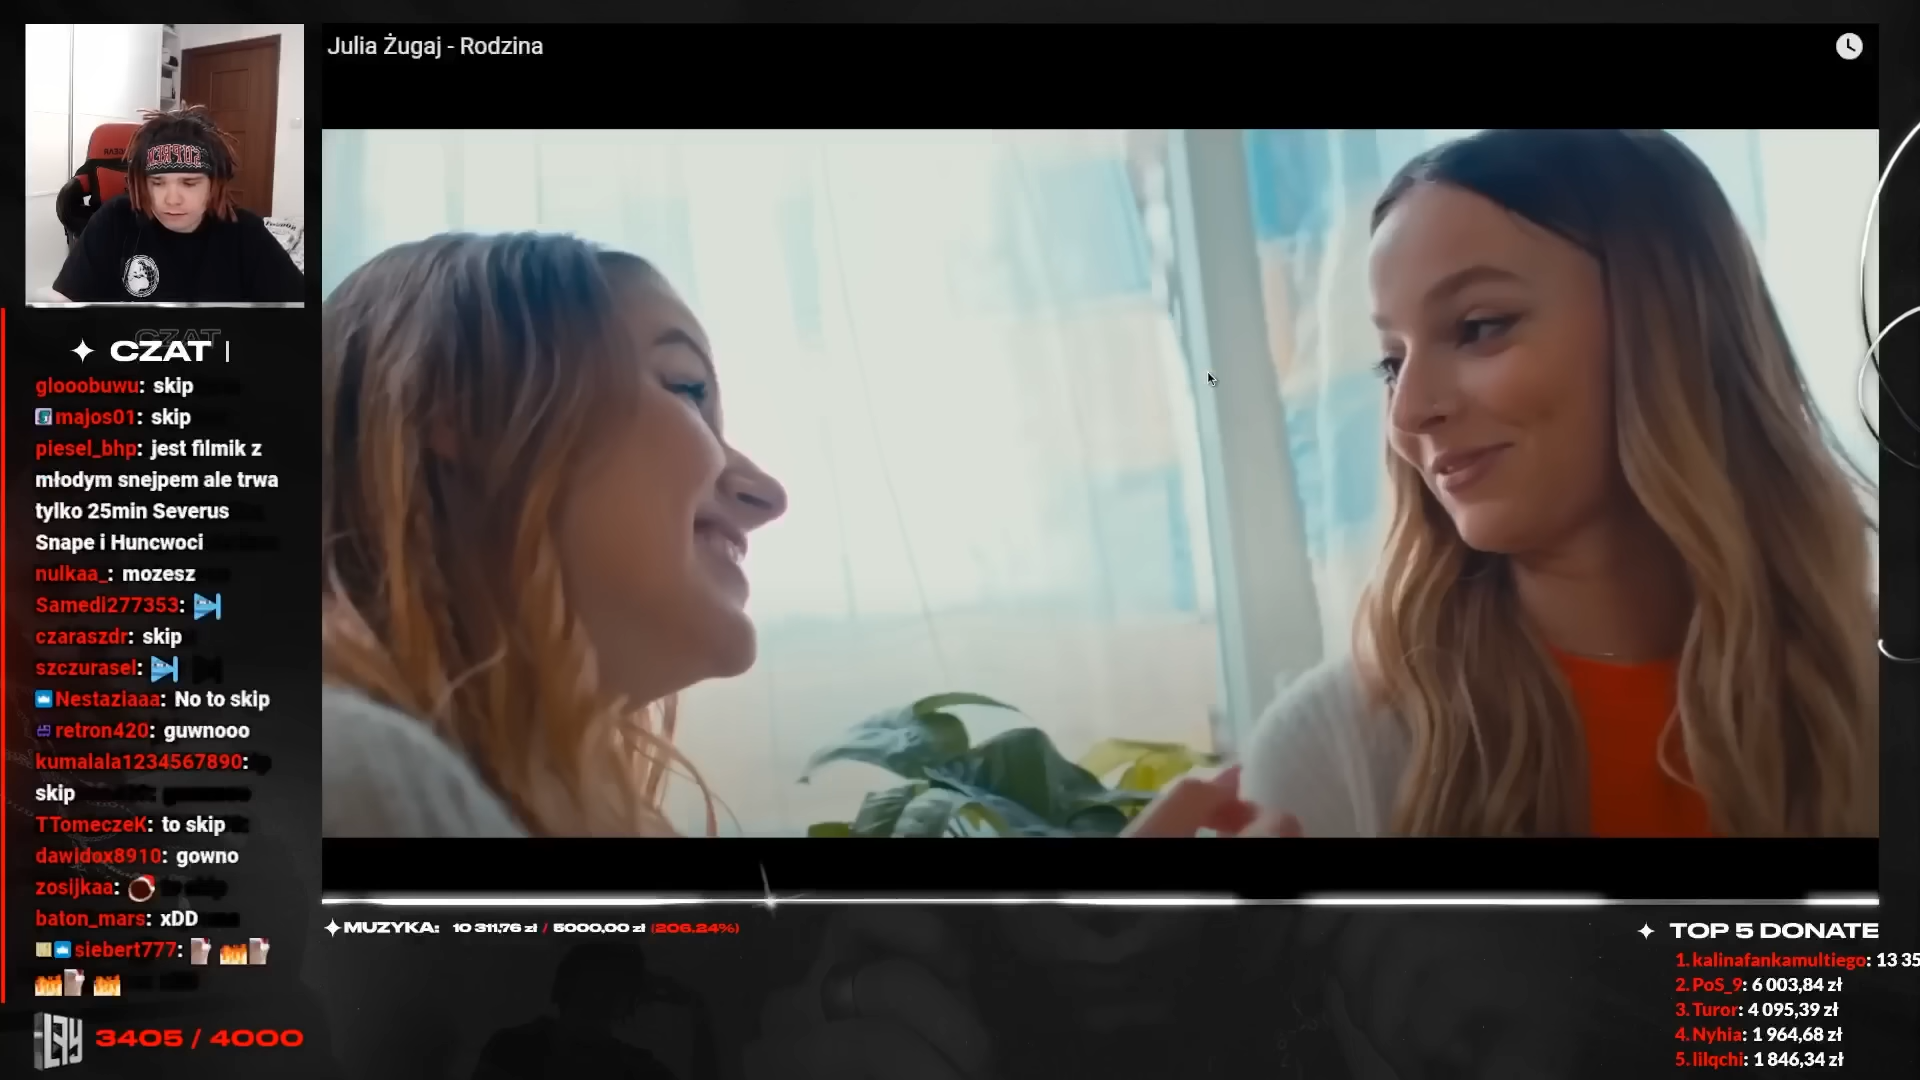 Julia Żugaj - Rodzina
CZAT
glooobuwu: skip
majos01: skip
piesel_bhp: jest filmik z
młodym snejpem ale trwa
tylko 25min Severus
Snape i Huncwoci
nulkaa_: mozesz
Samedi277353:
czaraszdr: skip
szczurasel:
Nestaziaaa: No to skip
retron420: guwnooo
kumalala1234567890:
skip
TTomeczeK: to skip
dawidox8910: gowno
zosijkaa:
baton_mars: xDD
siebert777:
3405 / 4000
MUZYKA: 10 311,76 zł / 5000,00 zł (206.24%)
TOP 5 DONATE
1. kalinafankamultiego: 13 35
2. PoS_9: 6 003,84 zł
3. Turor: 4 095,39 zł
4. Nyhia: 1 964,68 zł
5. lilqchi: 1 846,34 zł